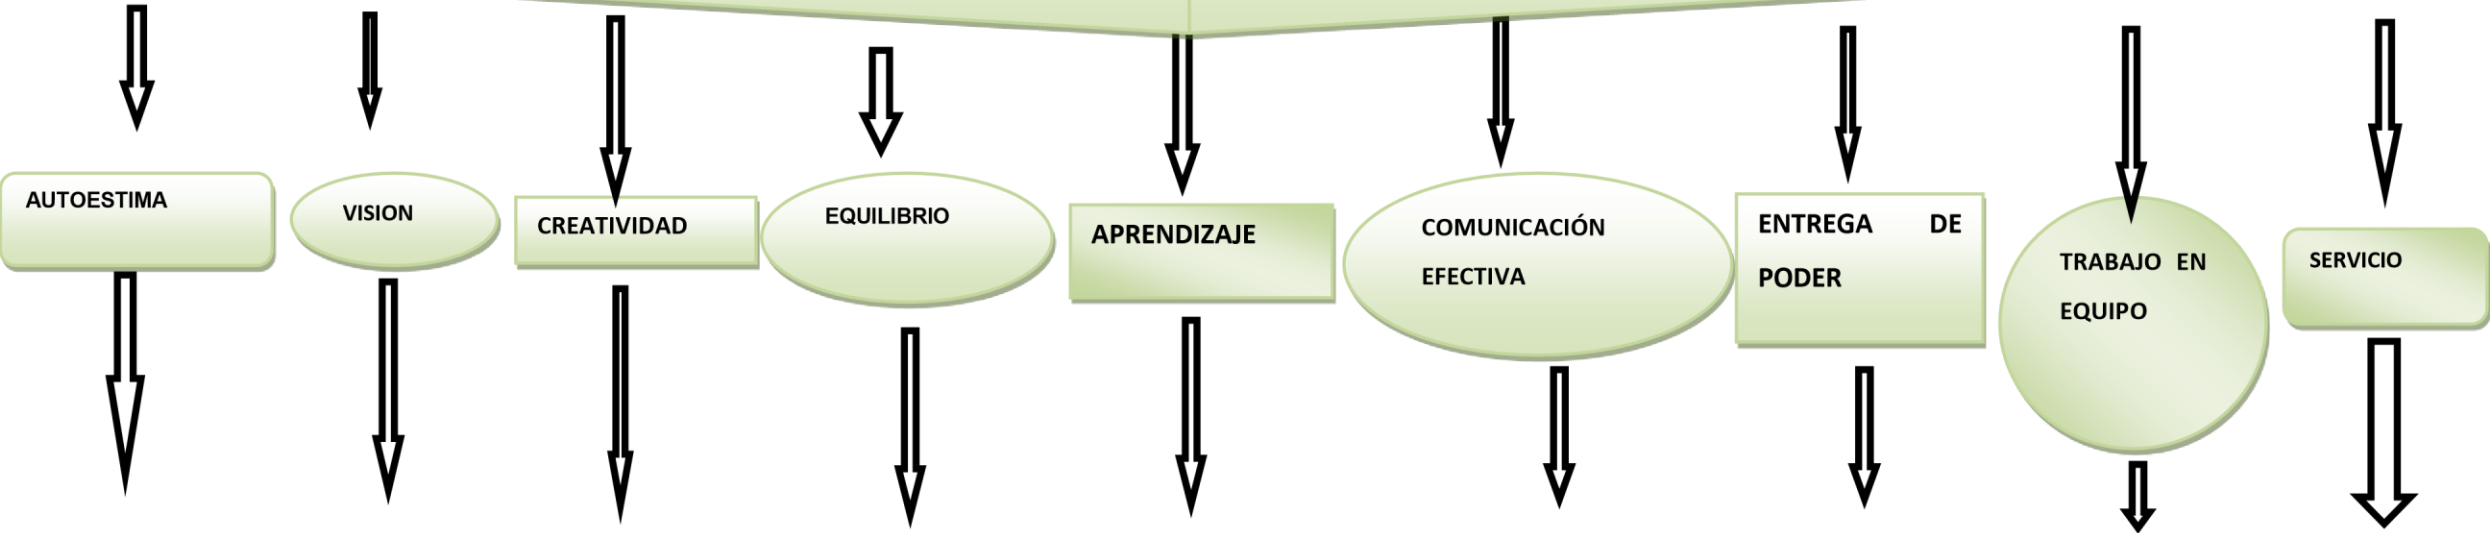 AUTOESTIMA
VISION
CREATIVIDAD
EQUILIBRIO
APRENDIZAJE
COMUNICACIÓN
EFECTIVA
ENTREGA DE
PODER
TRABAJO EN
EQUIPO
SERVICIO